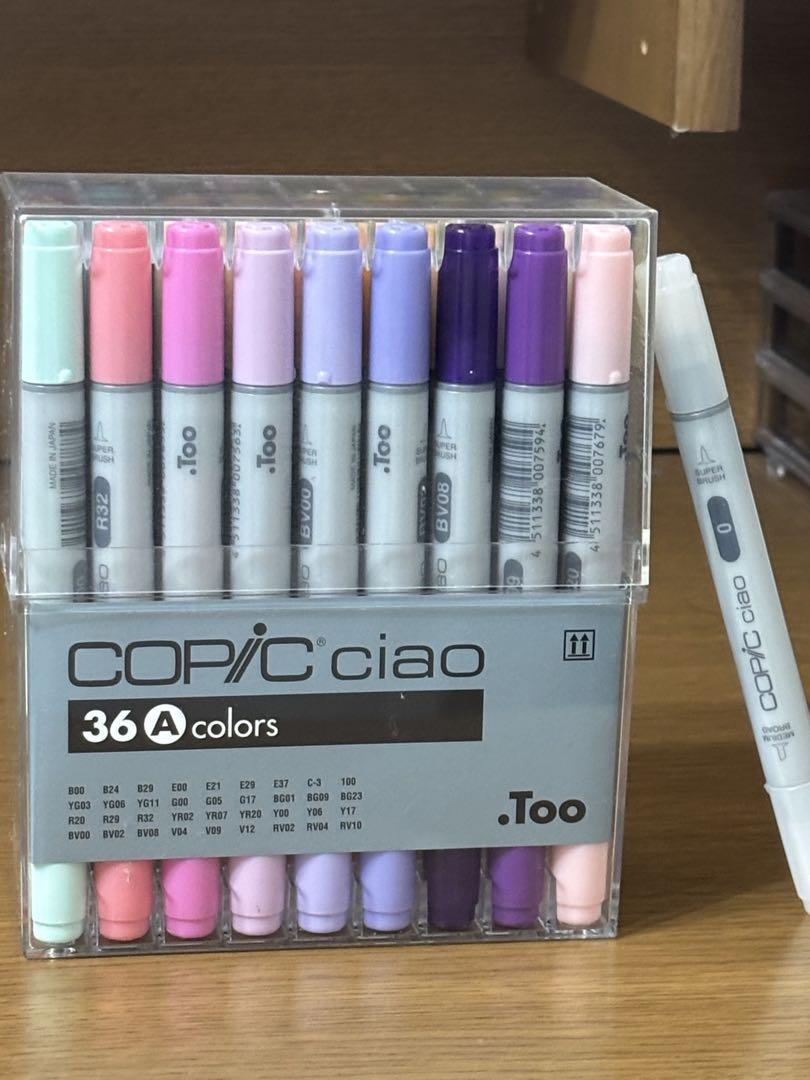 MADE IN JAPAN
SUPER
BRUSH
R32
.Too
.Too
BV00
MADE IN JAPAN
.Too
BV08
4 511338 007594
4 511338 007679
SUPER
BRUSH
0
COPIC ciao
MEDIUM
BROAD
COPIC® ciao
36 A colors
B00 B24 B29 E00 E21 E29 E37 C-3 100
YG03 YG06 YG11 G00 G05 G17 BG01 BG09 BG23
R20 R29 R32 YR02 YR07 YR20 Y00 Y06 Y17
BV00 BV02 BV08 V04 V09 V12 RV02 RV04 RV10
.Too